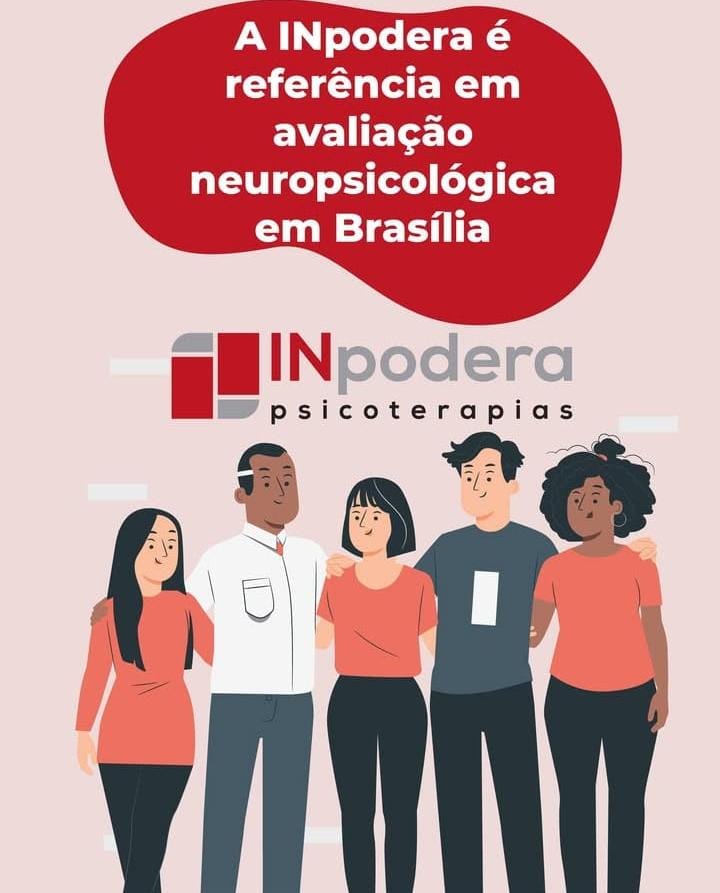 A INpodera é
referência em
avaliação
neuropsicológica
em Brasília
INpodera
psicoterapias